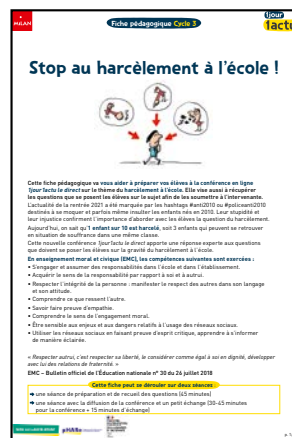 MILAN
Fiche pédagogique Cycle 3
1jour
1actu
Stop au harcèlement à l'école !
Cette fiche pédagogique va vous aider à préparer vos élèves à la conférence en ligne
1jour1actu le direct sur le thème du harcèlement à l'école. Elle vise aussi à récupérer
les questions que se posent les élèves sur le sujet afin de les soumettre à l'intervenante.
L'actualité de la rentrée 2021 a été marquée par les hashtags #anti2010 ou #policeanti2010
destinés à se moquer et parfois même insulter les enfants nés en 2010. Leur stupidité et
leur injustice confirment l'importance d'aborder avec les élèves la question du harcèlement.
Aujourd'hui, on sait qu'1 enfant sur 10 est harcelé, soit 3 enfants qui peuvent se retrouver
en situation de souffrance dans une même classe.
Cette nouvelle conférence 1jour1actu le direct apporte une réponse experte aux questions
que doivent se poser les élèves sur la gravité du harcèlement à l'école.
En enseignement moral et civique (EMC), les compétences suivantes sont exercées :
• S'engager et assumer des responsabilités dans l'école et dans l'établissement.
• Acquérir le sens de la responsabilité par rapport à soi et autrui.
• Respecter l'intégrité de la personne : manifester le respect des autres dans son langage
et son attitude.
• Comprendre ce que ressent l'autre.
• Savoir faire preuve d'empathie.
• Comprendre le sens de l'engagement moral.
• Être sensible aux enjeux et aux dangers relatifs à l'usage des réseaux sociaux.
• Utiliser les réseaux sociaux en faisant preuve d'esprit critique, apprendre à s'informer
de manière éclairée.
« Respecter autrui, c'est respecter sa liberté, le considérer comme égal à soi en dignité, développer
avec lui des relations de fraternité. »
EMC – Bulletin officiel de l'Éducation nationale n° 30 du 26 juillet 2018
Cette fiche peut se dérouler sur deux séances :
➜ une séance de préparation et de recueil des questions (45 minutes)
➜ une séance avec la diffusion de la conférence et un petit échange (30-45 minutes
pour la conférence + 15 minutes d'échange)
pHARe